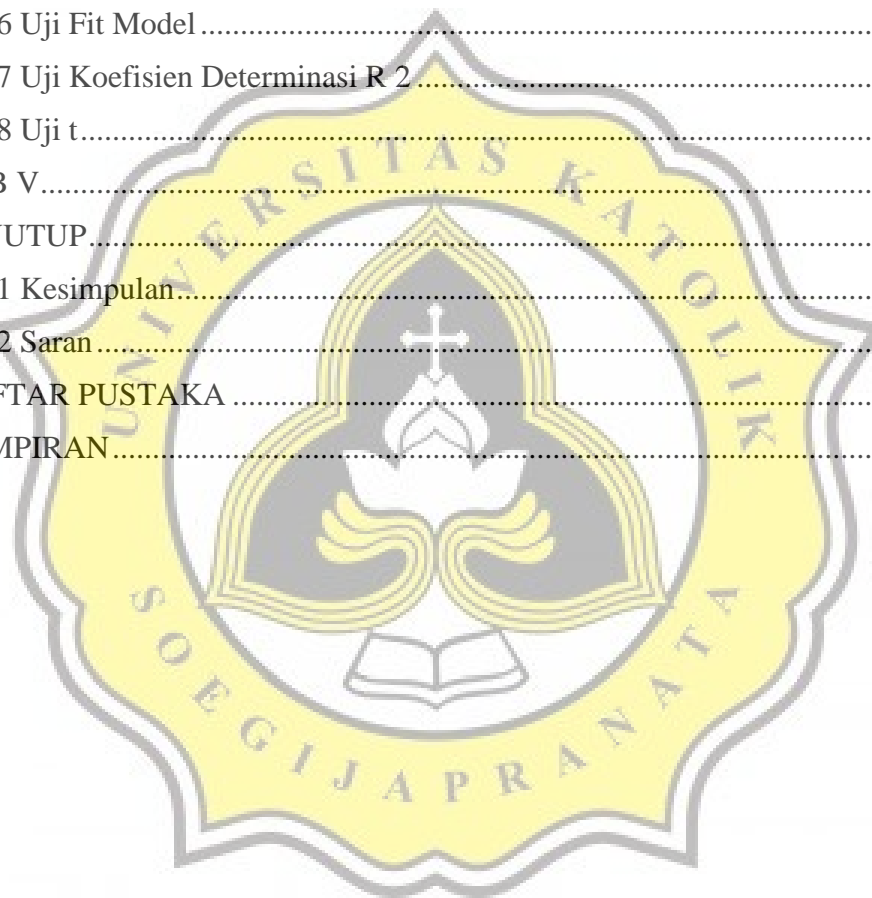 6 Uji Fit Model
7 Uji Koefisien Determinasi R 2
8 Uji t
B V
UTUP
1 Kesimpulan
2 Saran
FTAR PUSTAKA
MPIRAN
UNIVERSITAS KATOLIK
SOEGIJAPRANATA